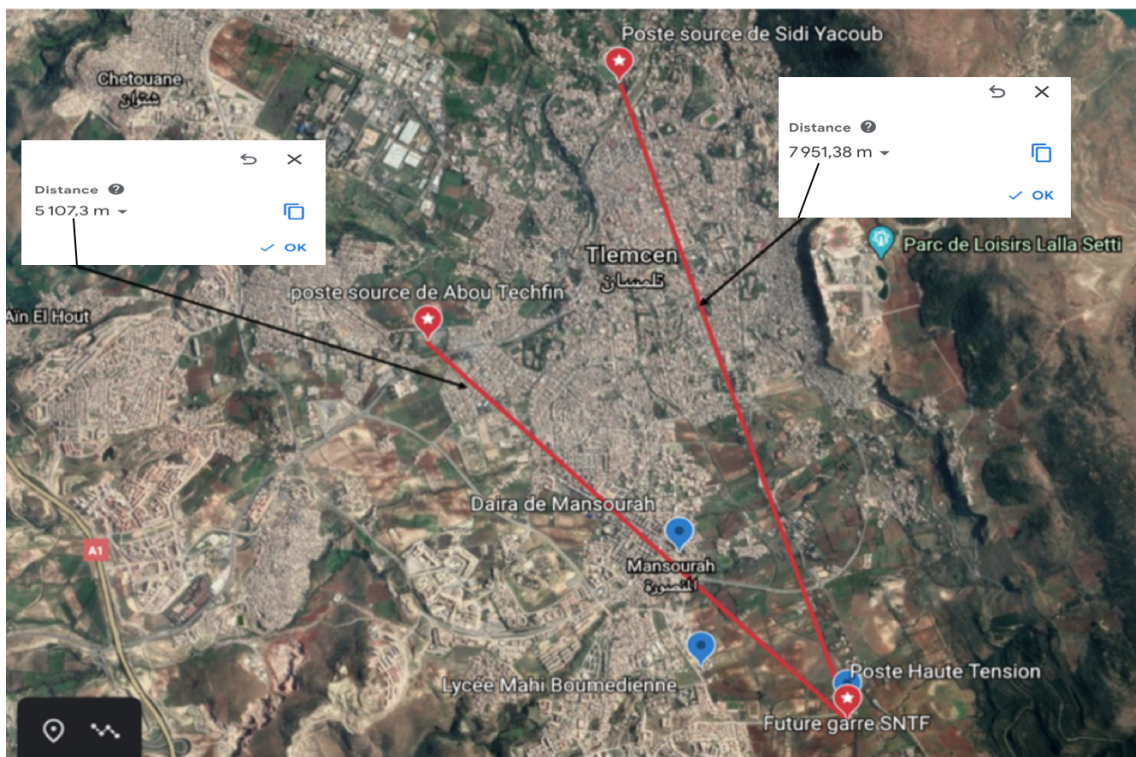 Poste source de Sidi Yacoub
Chetouane
شتوان
Distance
7 951,38 m
OK
Distance
5 107,3 m
OK
Parc de Loisirs Lalla Setti
Tlemcen
تلمسان
poste source de Abou Techfin
Aïn El Hout
Daira de Mansourah
A1
Mansourah
المنصورة
Poste Haute Tension
Lycée Mahi Boumedienne
Future garre SNTF